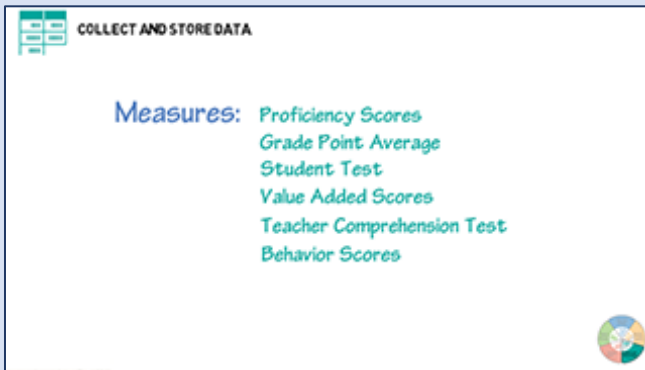 COLLECT AND STORE DATA
Measures: Proficiency Scores
Grade Point Average
Student Test
Value Added Scores
Teacher Comprehension Test
Behavior Scores